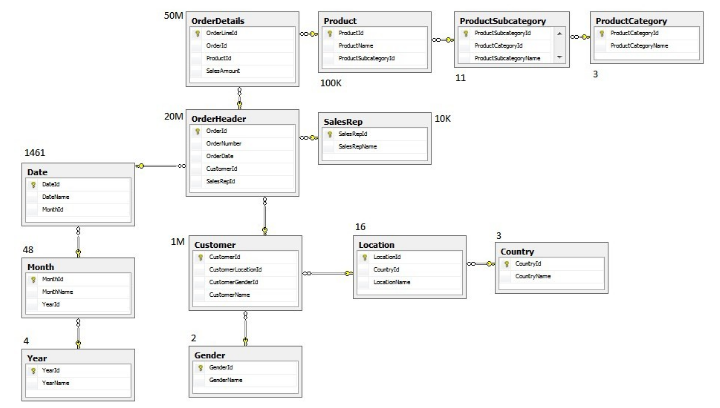 50M
OrderDetails
OrderLineId
OrderId
ProductId
SalesAmount
Product
ProductId
ProductName
ProductSubcategoryId
100K
ProductSubcategory
ProductSubcategoryId
ProductCategoryId
ProductSubcategoryName
11
ProductCategory
ProductCategoryId
ProductCategoryName
3
20M
OrderHeader
OrderId
OrderNumber
OrderDate
CustomerId
SalesRepId
SalesRep
SalesRepId
SalesRepName
10K
1461
Date
DateId
DateName
MonthId
48
Month
MonthId
MonthName
YearId
4
Year
YearId
YearName
1M
Customer
CustomerId
CustomerLocationId
CustomerGenderId
CustomerName
16
Location
LocationId
CountryId
LocationName
3
Country
CountryId
CountryName
2
Gender
GenderId
GenderName